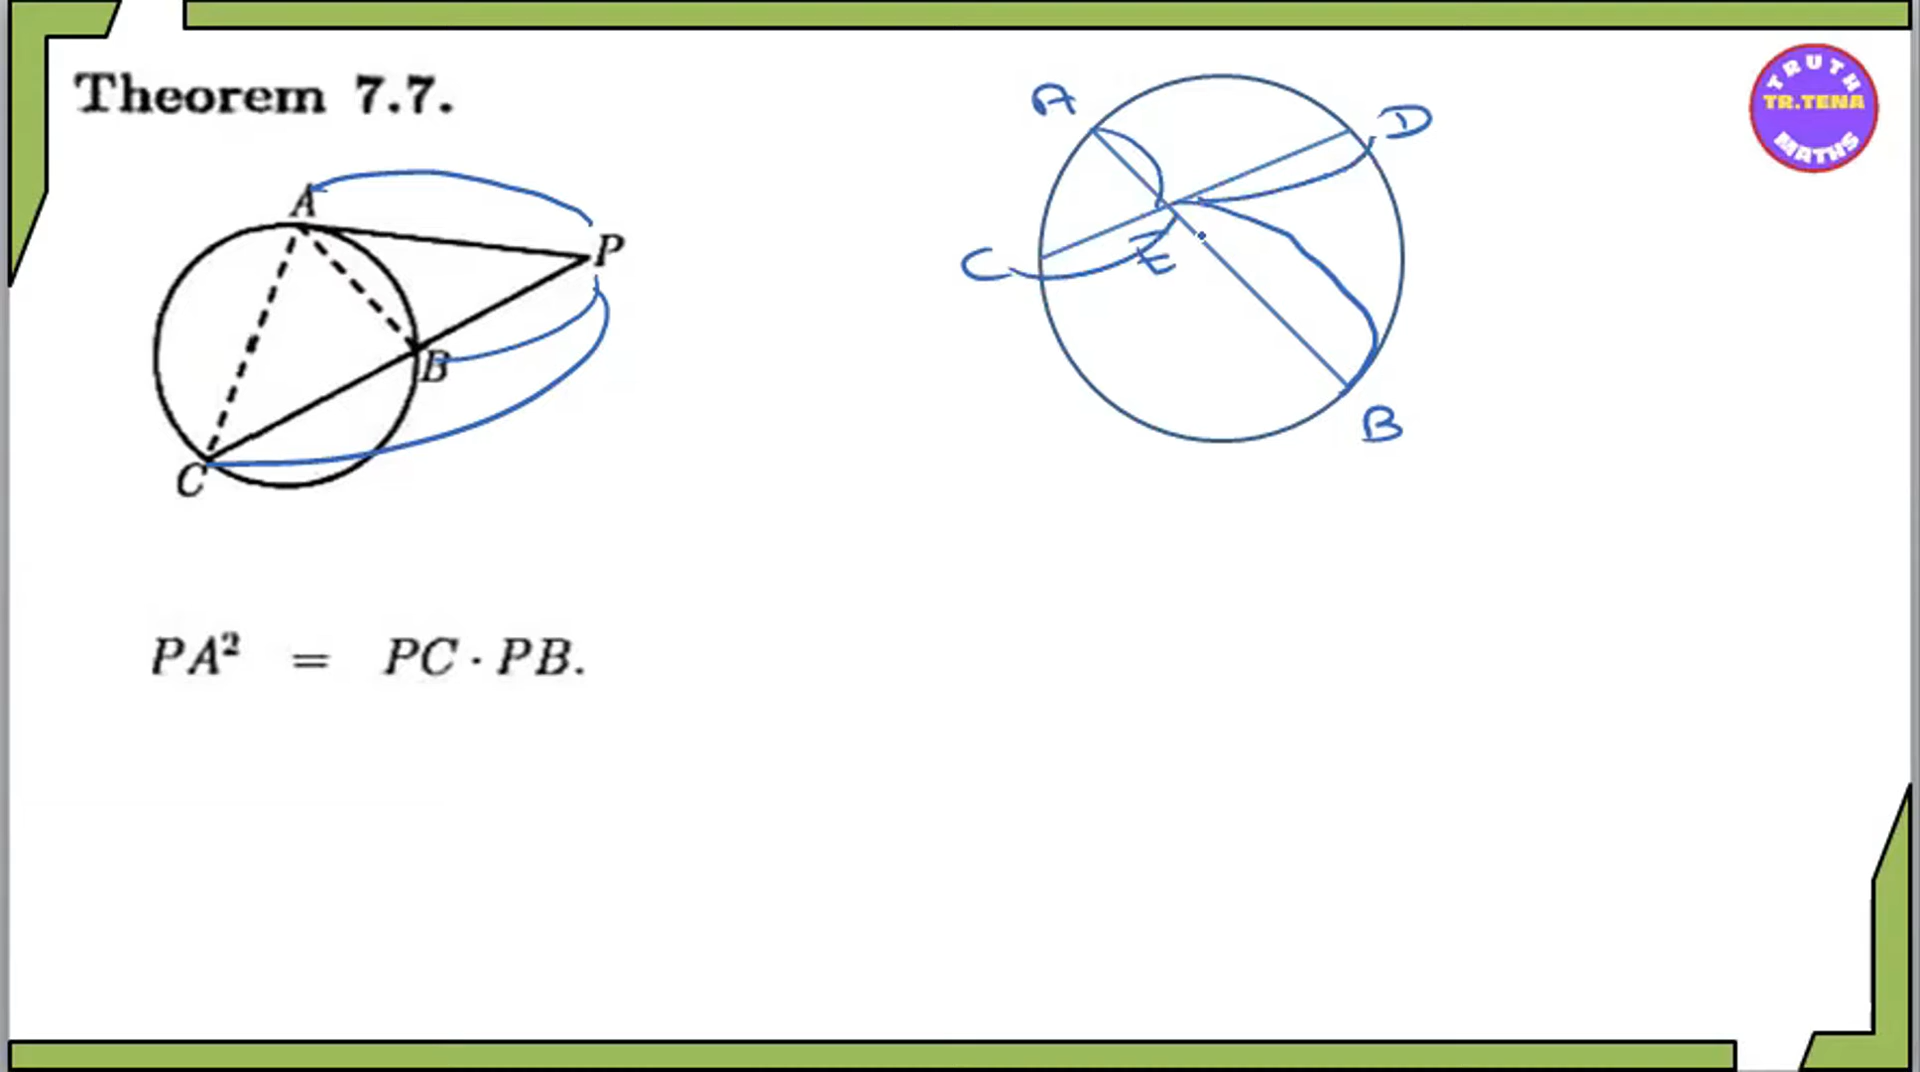 Theorem 7.7.
A
P
B
C
PA² = PC · PB.
A
D
C
E
B
TRUTH
TR.TENA
MATHS